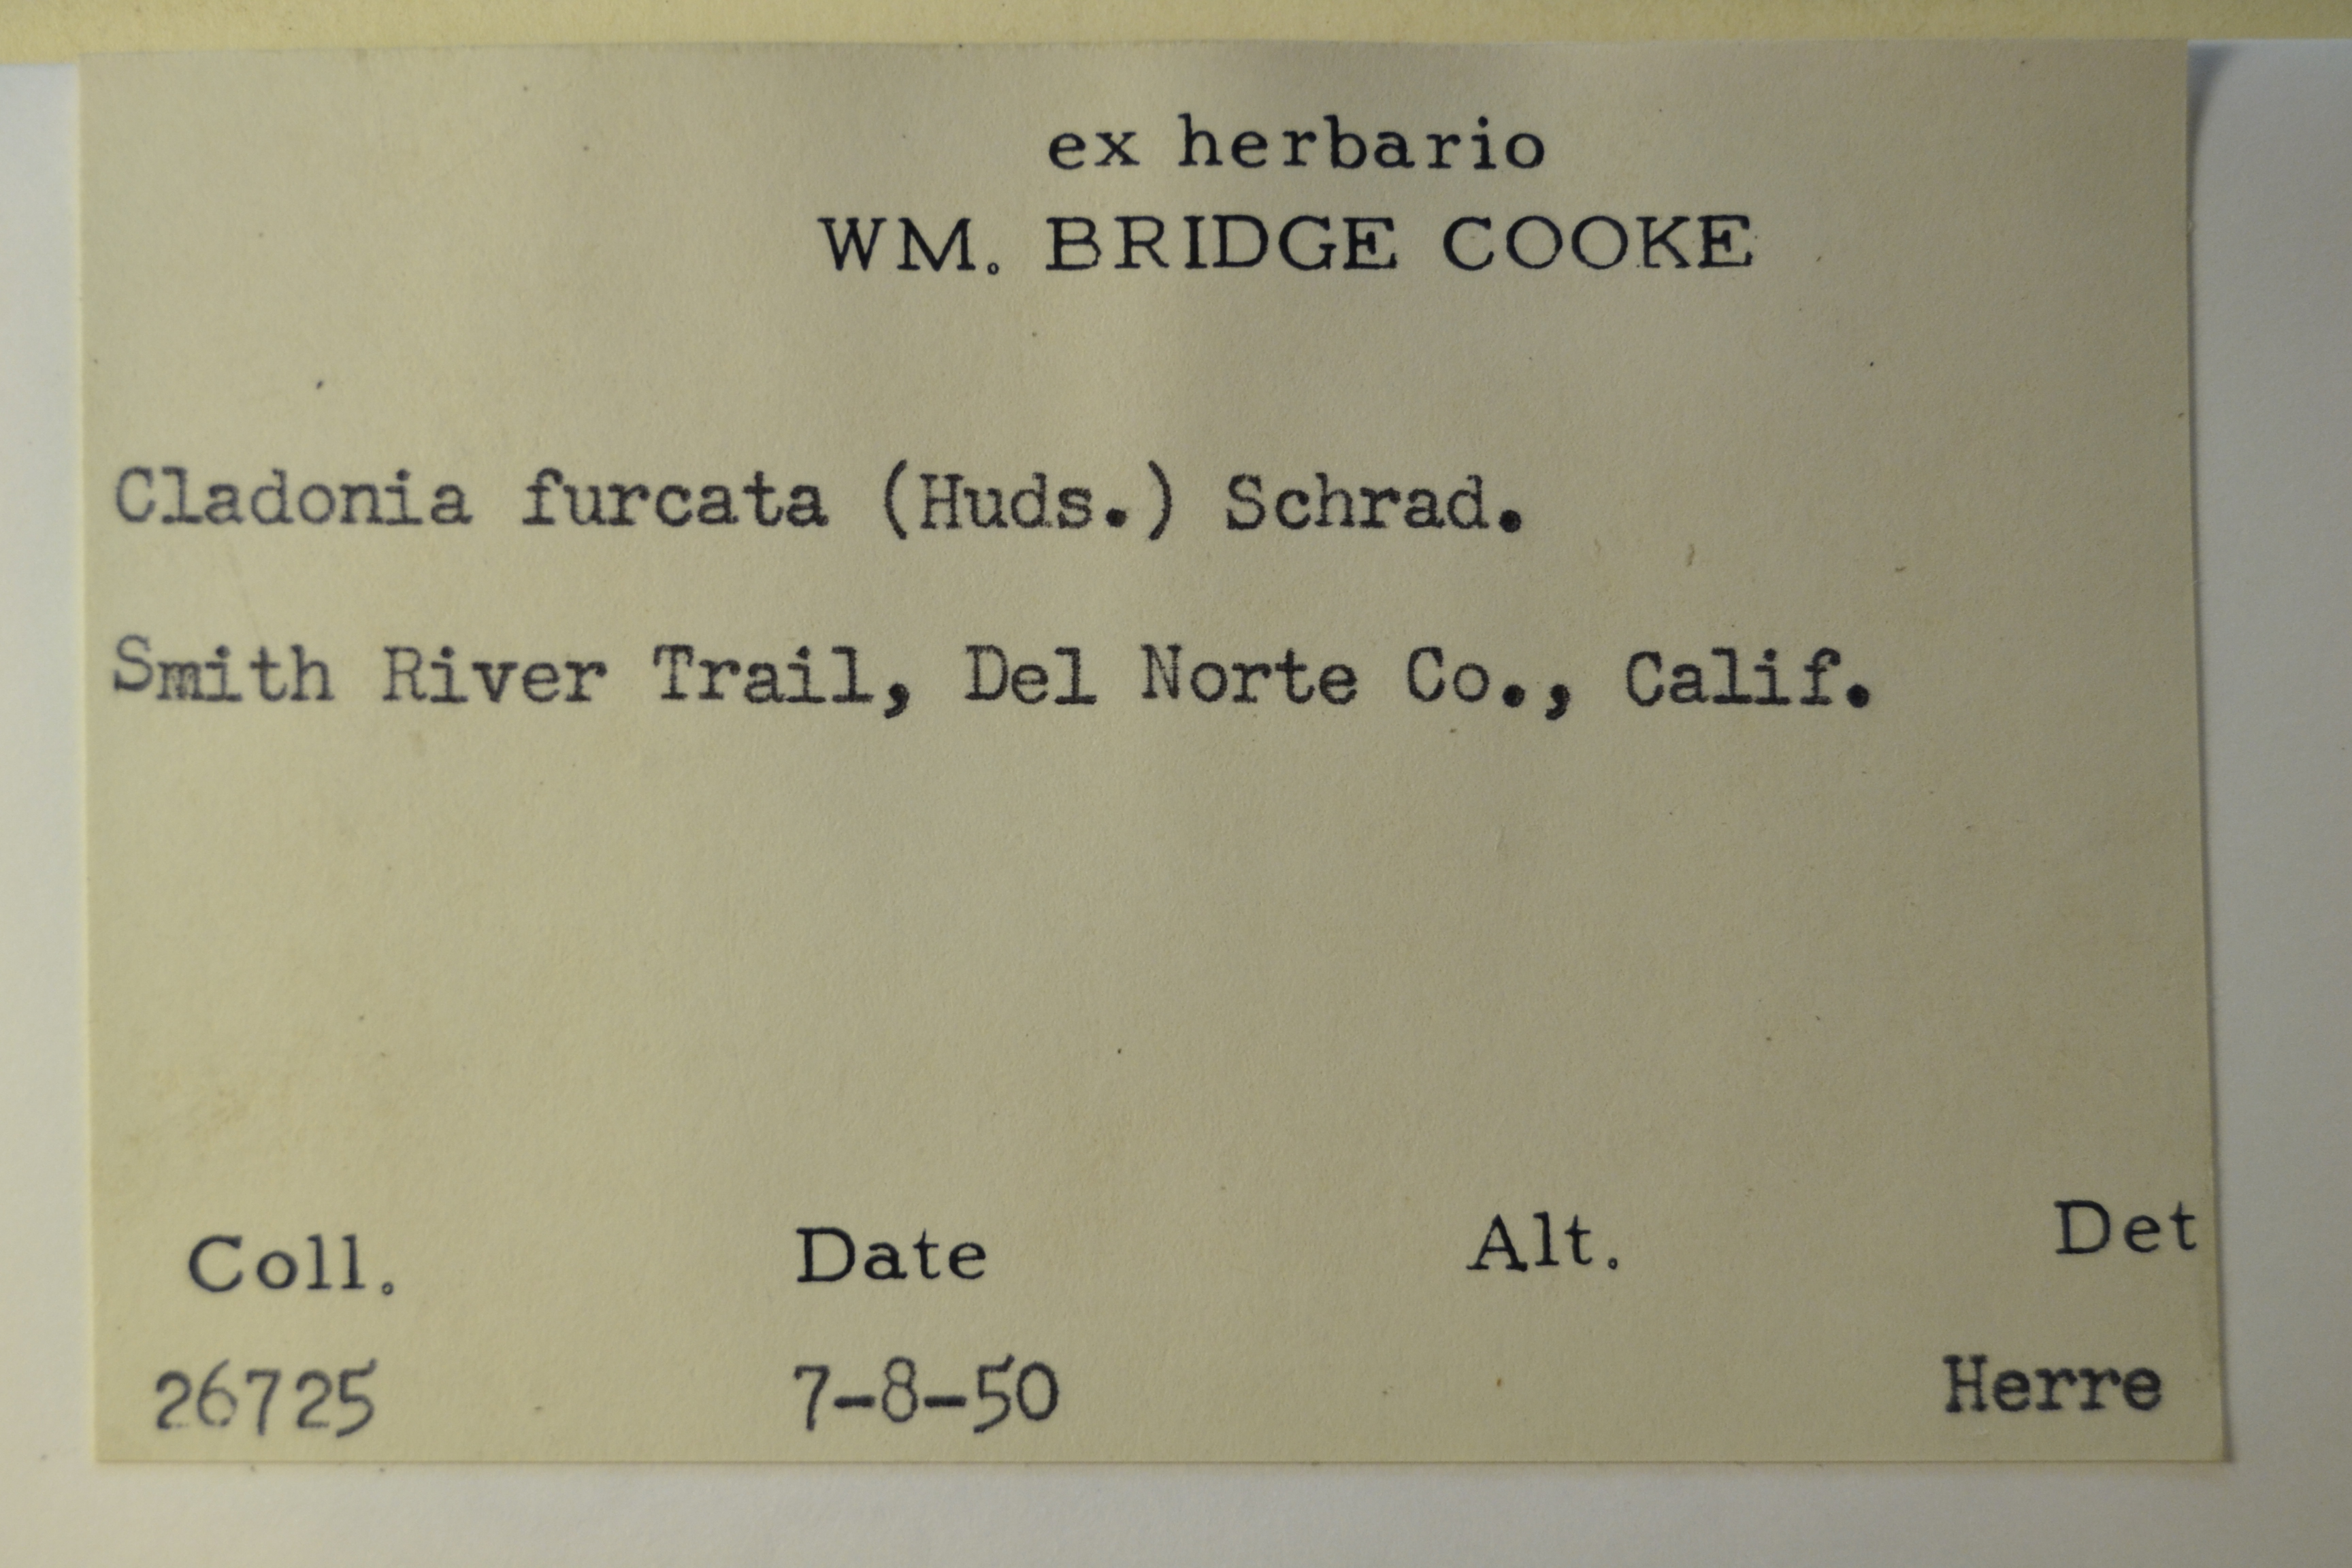 ex herbario
WM. BRIDGE COOKE
Cladonia furcata (Huds.) Schrad.
Smith River Trail, Del Norte Co., Calif.
Coll. Date Alt. Det
26725 7-8-50 Herre